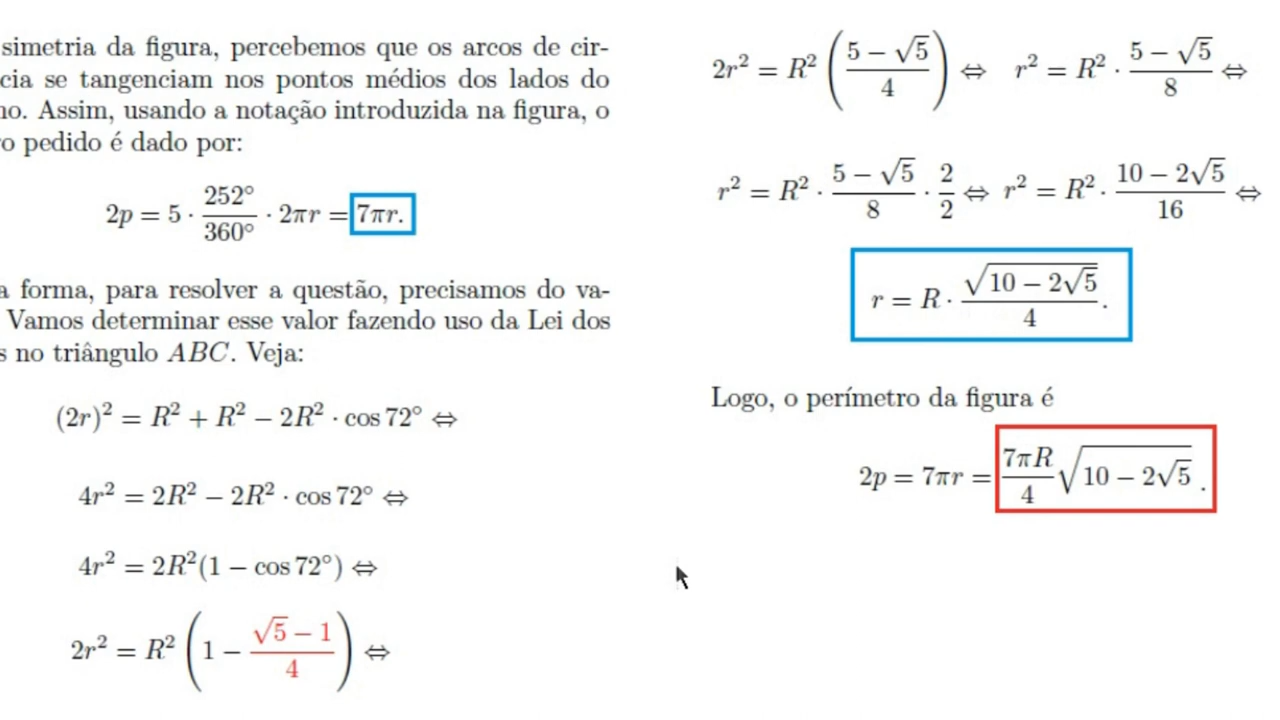 simetria da figura, percebemos que os arcos de cir-
cia se tangenciam nos pontos médios dos lados do
no. Assim, usando a notação introduzida na figura, o
o pedido é dado por:
2p = 5 · 252°/360° · 2πr = 7πr.
a forma, para resolver a questão, precisamos do va-
Vamos determinar esse valor fazendo uso da Lei dos
s no triângulo ABC. Veja:
(2r)² = R² + R² − 2R² · cos 72° ⇔
4r² = 2R² − 2R² · cos 72° ⇔
4r² = 2R²(1 − cos 72°) ⇔
2r² = R² (1 − (√5 − 1)/4) ⇔
2r² = R² ((5 − √5)/4) ⇔ r² = R² · (5 − √5)/8 ⇔
r² = R² · (5 − √5)/8 · 2/2 ⇔ r² = R² · (10 − 2√5)/16 ⇔
r = R · √(10 − 2√5)/4.
Logo, o perímetro da figura é
2p = 7πr = 7πR/4 √(10 − 2√5).